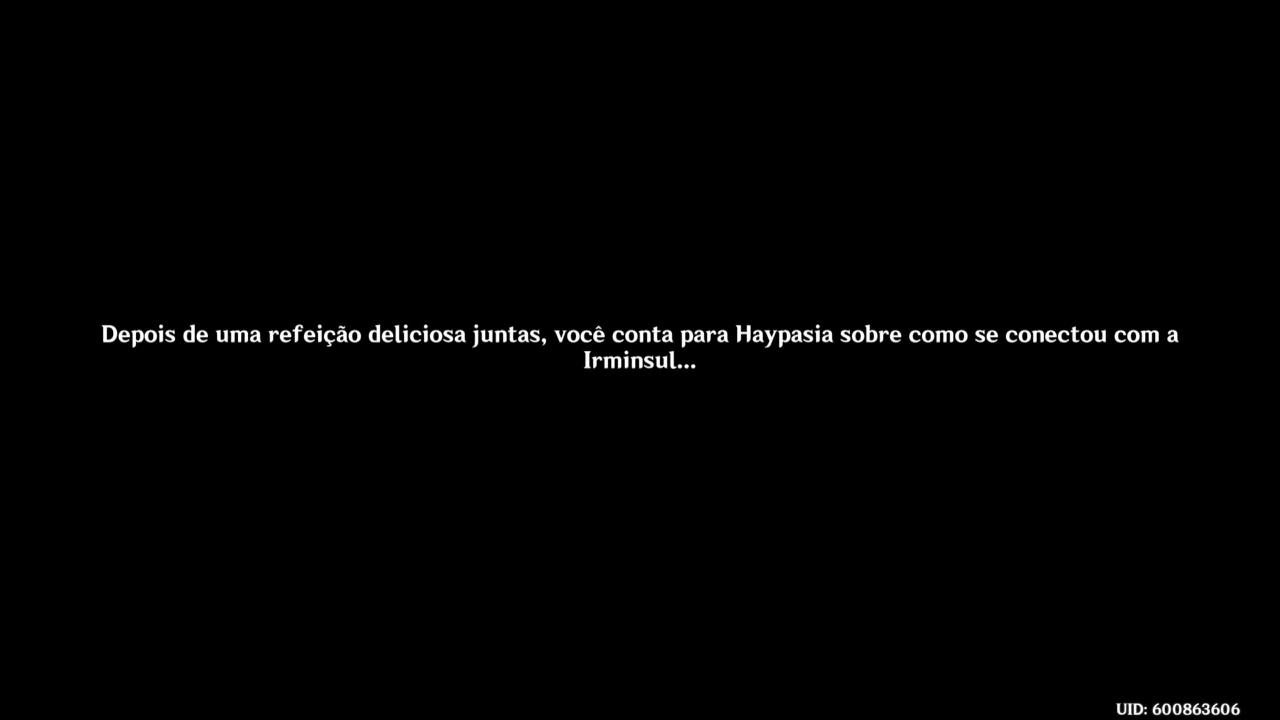 Depois de uma refeição deliciosa juntas, você conta para Haypasia sobre como se conectou com a
Irminsul...
UID: 600863606